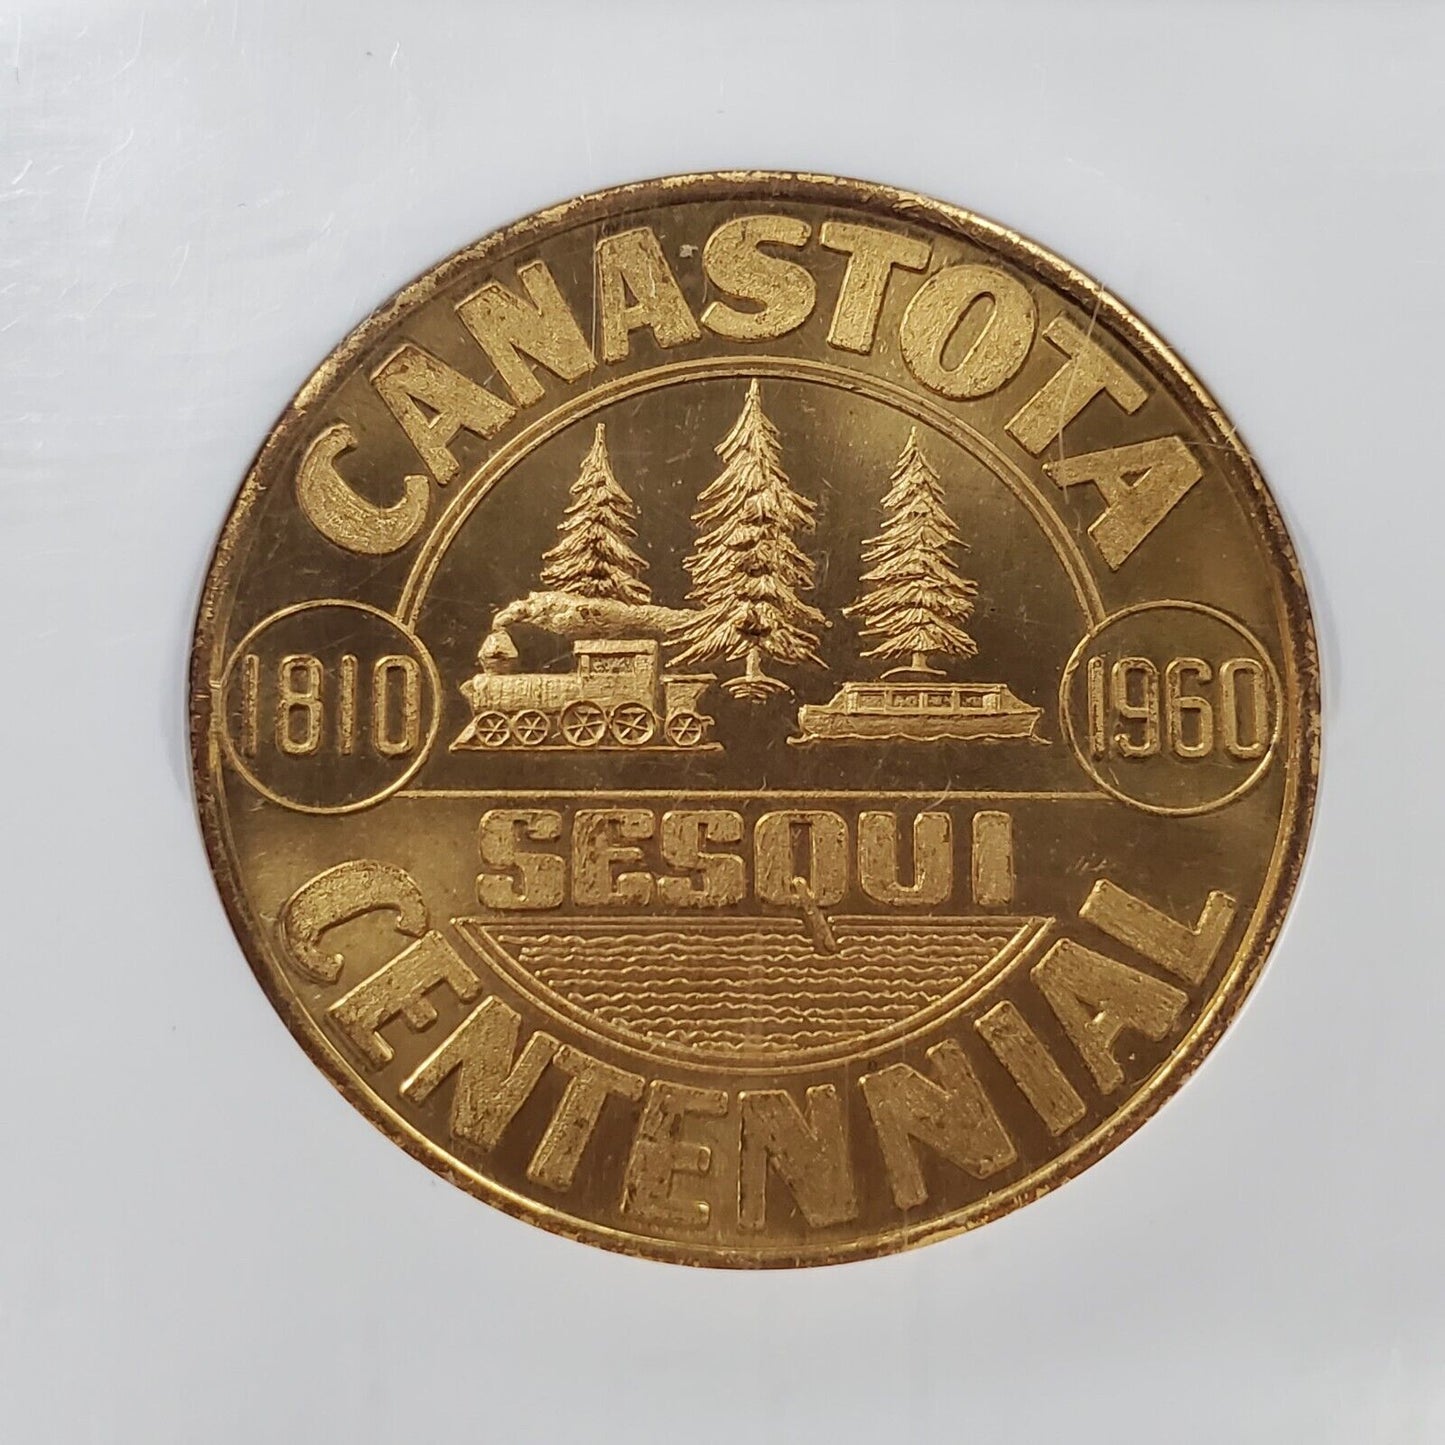 CANASTOTA
1810
1960
SESQUI
CENTENNIAL